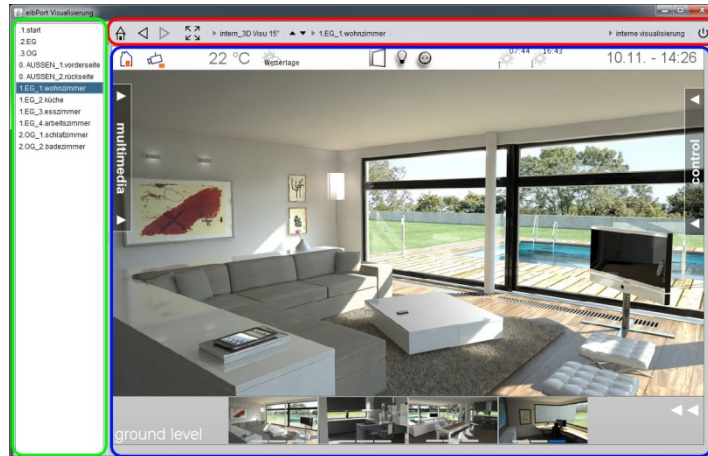 eibPort Visualisierung
intern_3D Visu 15" 1.EG_1.wohnzimmer interne visualisierung
.1.start
.2.EG
.3.OG
0. AUSSEN_1.vorderseite
0. AUSSEN_2.rückseite
1.EG_1.wohnzimmer
1.EG_2.küche
1.EG_3.esszimmer
1.EG_4.arbeitszimmer
2.OG_1.schlafzimmer
2.OG_2.badezimmer
22 °C Wetterlage 07:44 16:43 10.11. - 14:26
multimedia
control
ground level